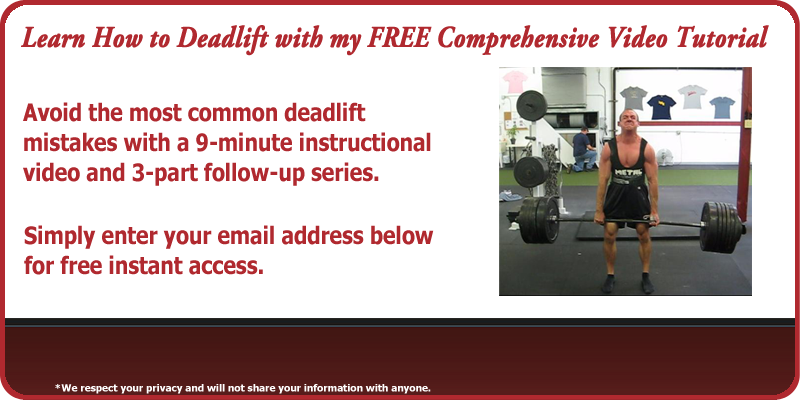 Learn How to Deadlift with my FREE Comprehensive Video Tutorial
Avoid the most common deadlift
mistakes with a 9-minute instructional
video and 3-part follow-up series.
Simply enter your email address below
for free instant access.
METAL
*We respect your privacy and will not share your information with anyone.